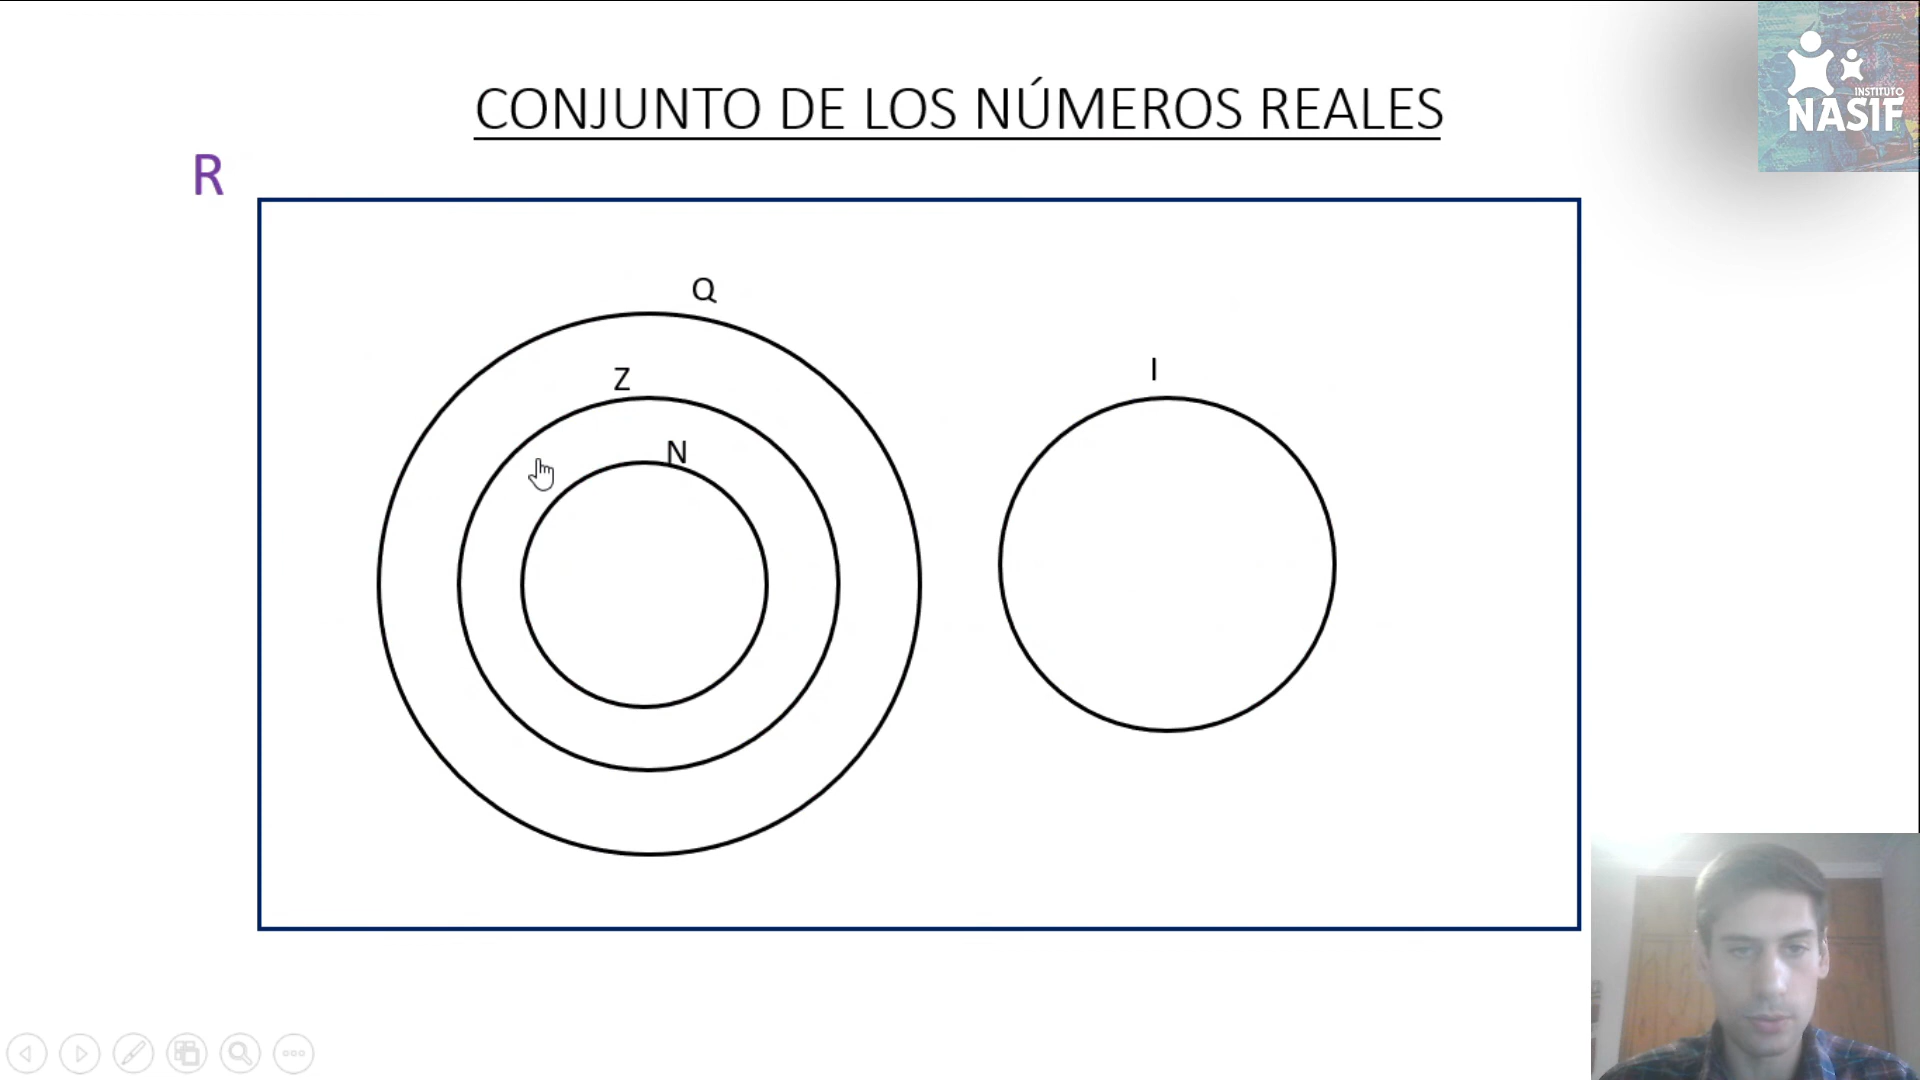 INSTITUTO
NASIF
CONJUNTO DE LOS NÚMEROS REALES
R
Q
Z
I
N